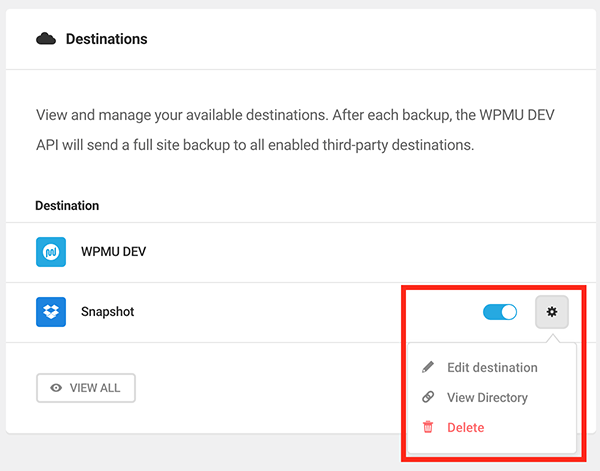 Destinations
View and manage your available destinations. After each backup, the WPMU DEV
API will send a full site backup to all enabled third-party destinations.
Destination
WPMU DEV
Snapshot
Edit destination
View Directory
Delete
VIEW ALL